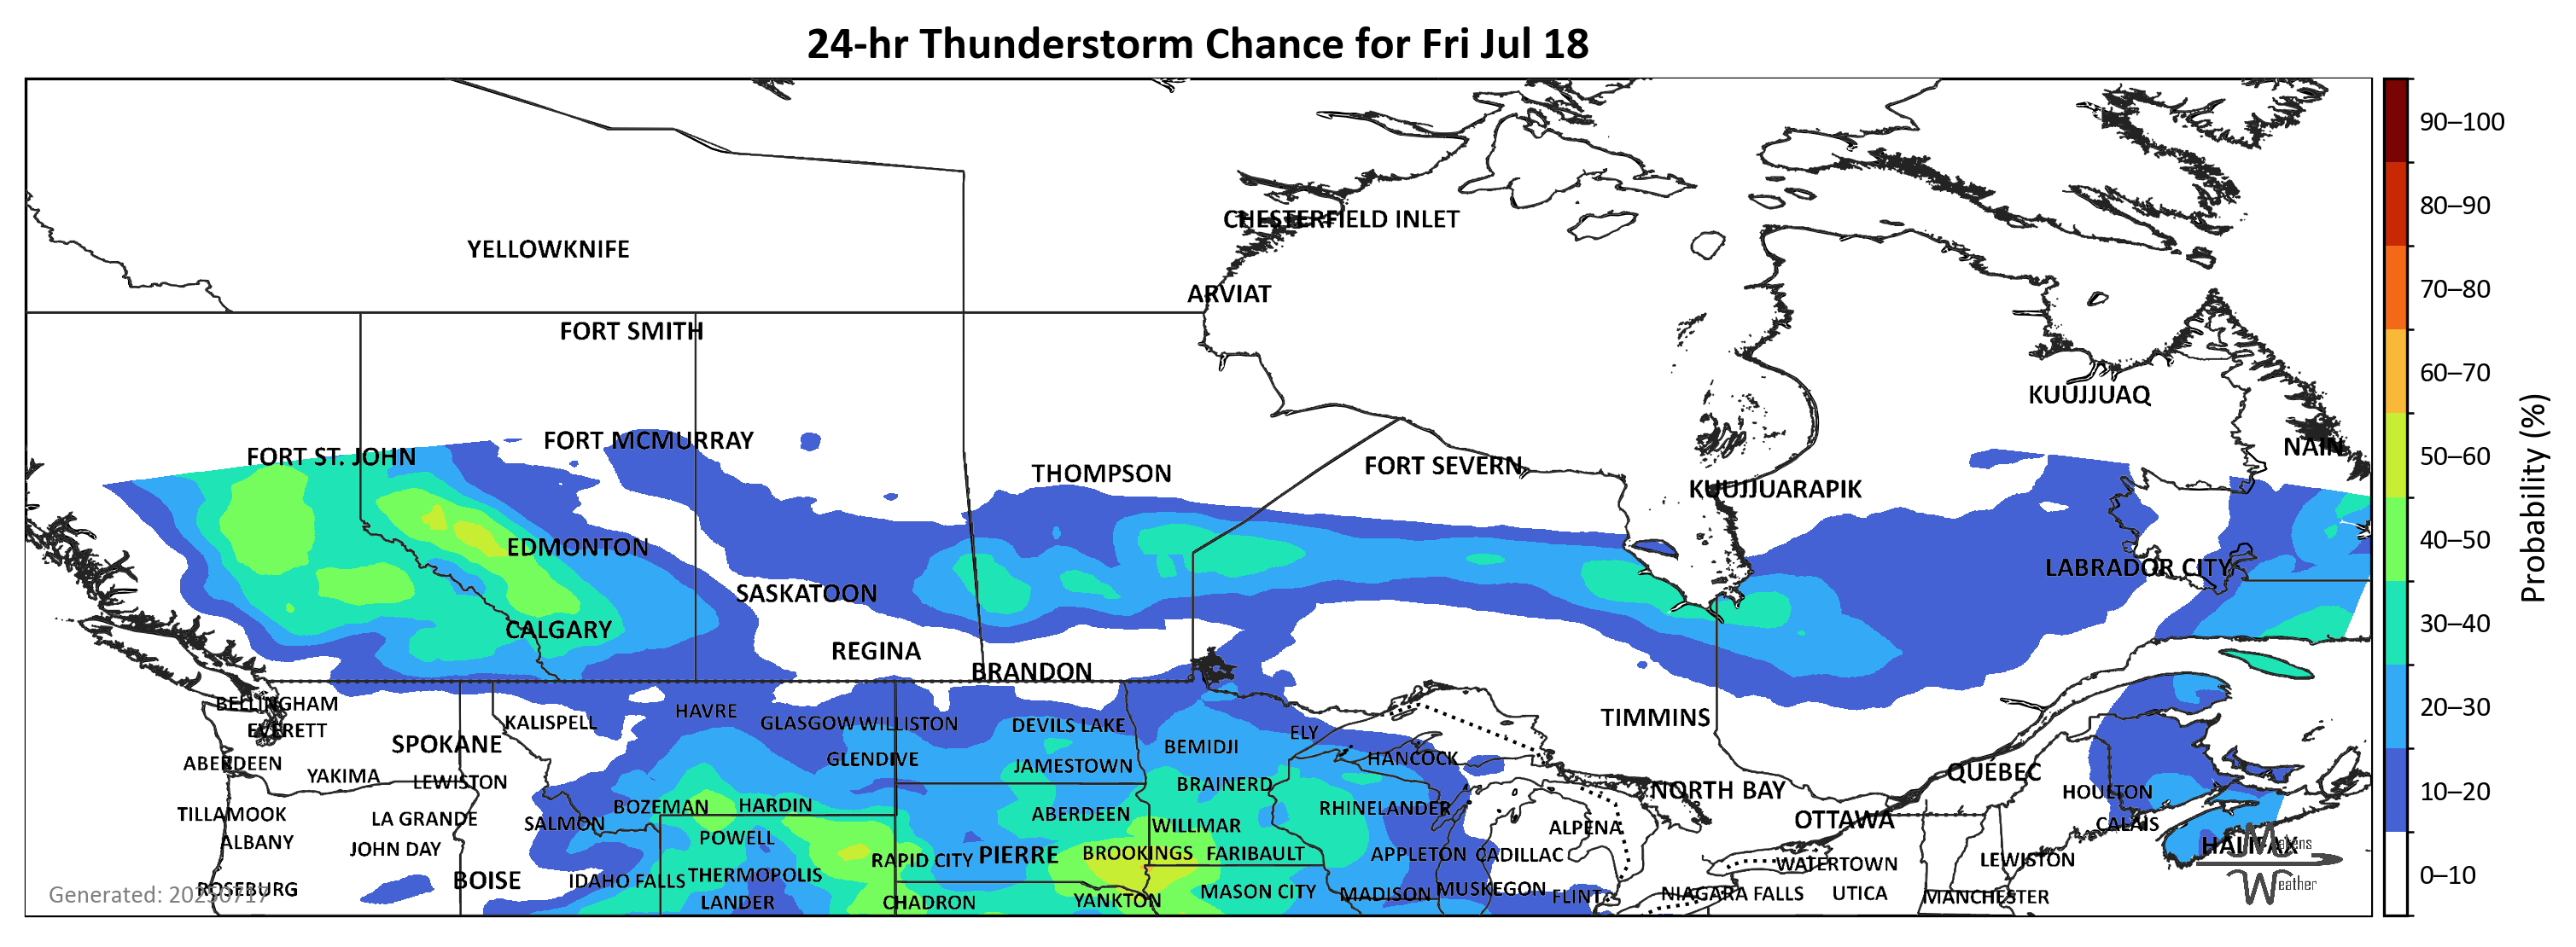 24-hr Thunderstorm Chance for Fri Jul 18
90–100
80–90
CHESTERFIELD INLET
YELLOWKNIFE
70–80
ARVIAT
FORT SMITH
60–70
KUUJJUAQ
FORT MCMURRAY
NAIN
FORT ST. JOHN
50–60
THOMPSON
FORT SEVERN
KUUJJUARAPIK
Probability (%)
EDMONTON
40–50
LABRADOR CITY
SASKATOON
CALGARY
30–40
REGINA
BRANDON
BELLINGHAM
HAVRE
20–30
KALISPELL
GLASGOW
WILLISTON
DEVILS LAKE
TIMMINS
EVERETT
ELY
SPOKANE
BEMIDJI
ABERDEEN
GLENDIVE
JAMESTOWN
HANCOCK
YAKIMA
LEWISTON
BRAINERD
QUÉBEC
NORTH BAY
HOULTON
10–20
TILLAMOOK
LA GRANDE
BOZEMAN
HARDIN
ABERDEEN
RHINELANDER
SALMON
WILLMAR
ALPENA
OTTAWA
CALAIS
ALBANY
JOHN DAY
POWELL
RAPID CITY
PIERRE
BROOKINGS
FARIBAULT
APPLETON
CADILLAC
WATERTOWN
LEWISTON
HALIFAX
Weather
BOISE
IDAHO FALLS
THERMOPOLIS
0–10
ROSEBURG
Generated: 20250717
LANDER
CHADRON
YANKTON
MASON CITY
MADISON
MUSKEGON
FLINT
NIAGARA FALLS
UTICA
MANCHESTER